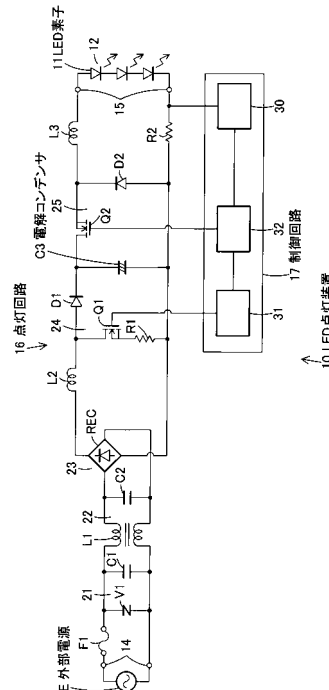 16 点灯回路
11LED素子
12
L3
15
R2
D2
25
Q2
C3 電解コンデンサ
D1
24
Q1
R1
L2
REC
23
C2
22
L1
C1
21
V1
F1
14
E 外部電源
30
32
31
17 制御回路
10 LED点灯装置